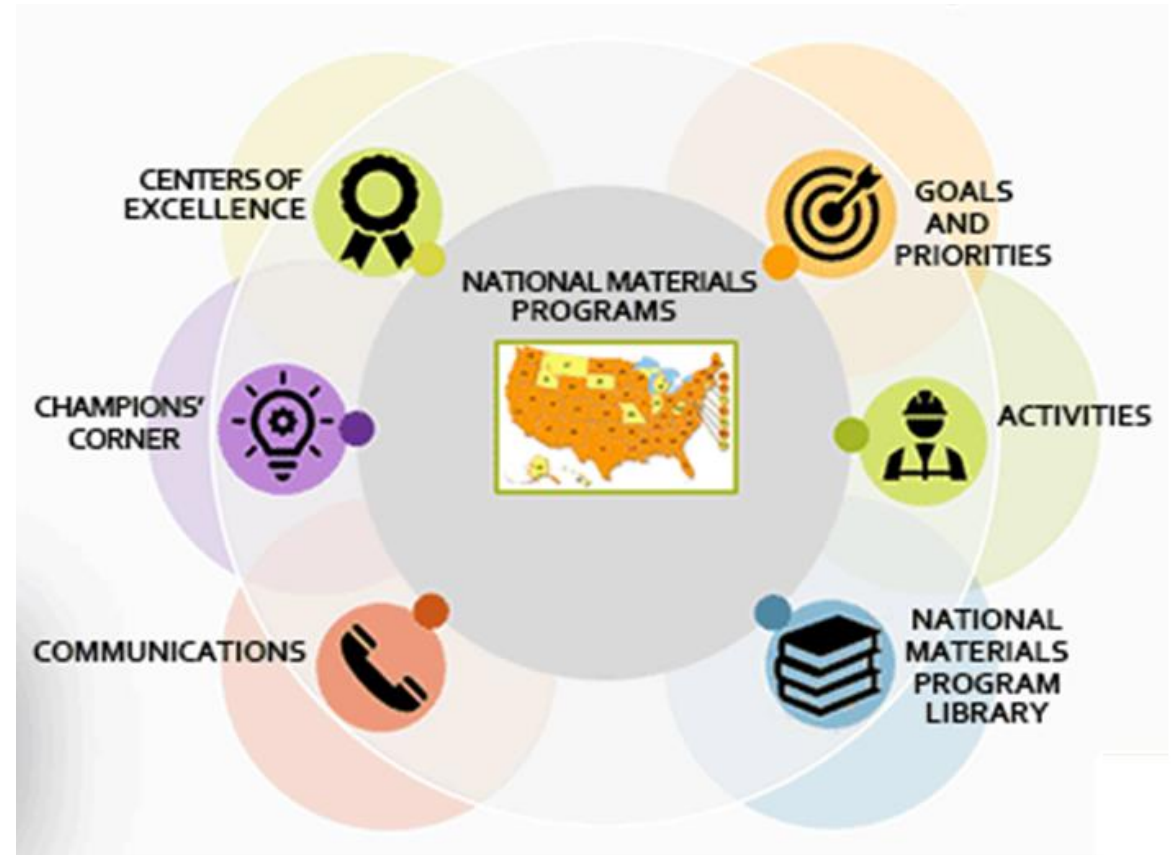 CENTERS OF
EXCELLENCE
GOALS
AND
PRIORITIES
NATIONAL MATERIALS
PROGRAMS
CHAMPIONS'
CORNER
ACTIVITIES
COMMUNICATIONS
NATIONAL
MATERIALS
PROGRAM
LIBRARY